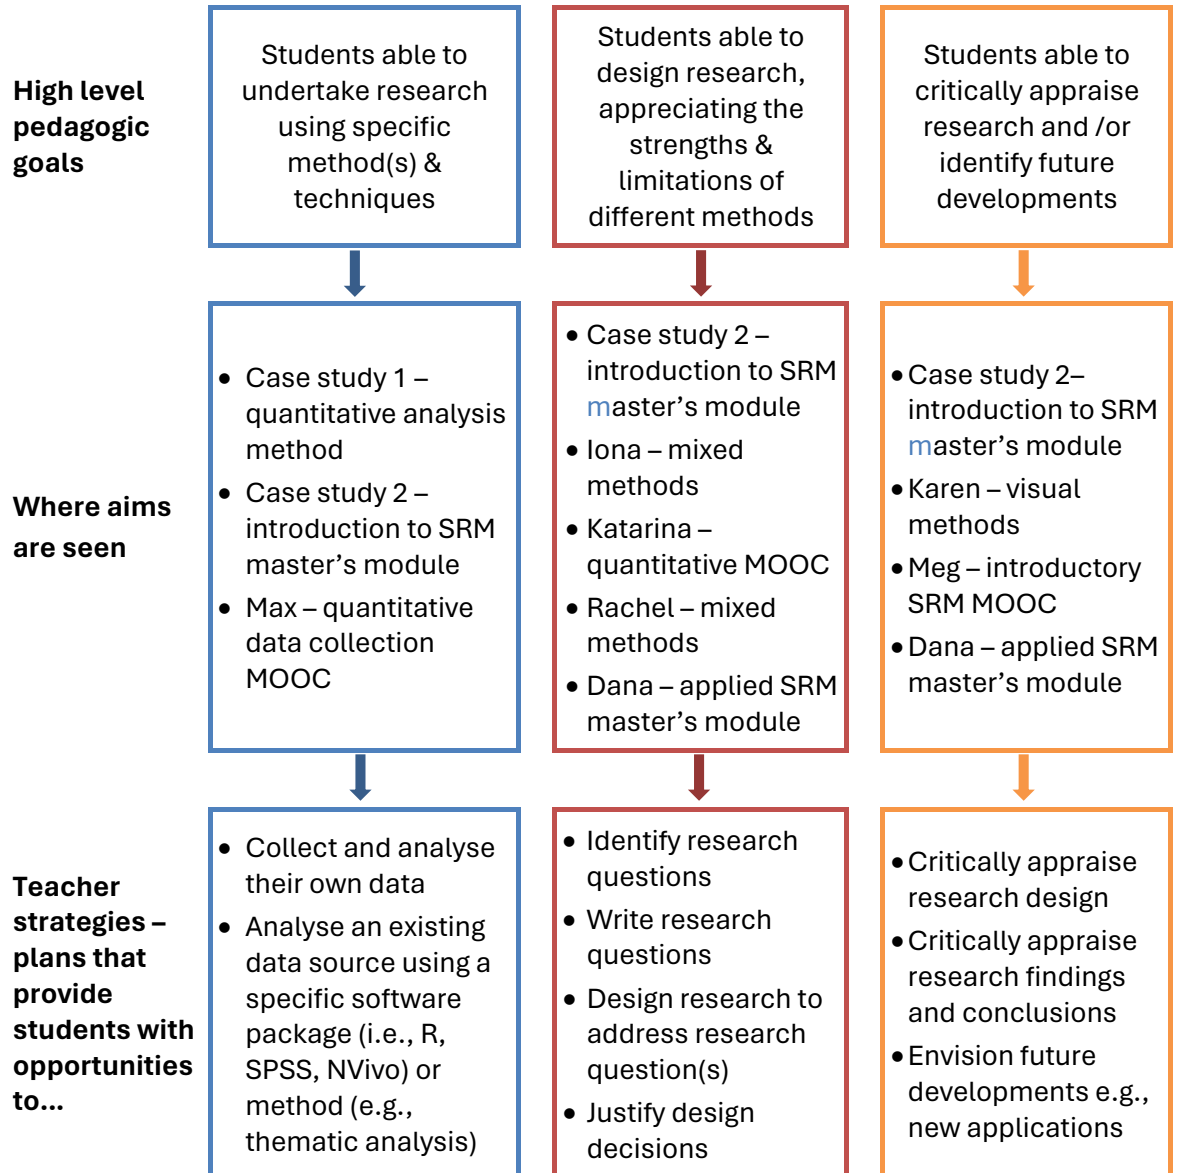 High level
pedagogic
goals
Students able to
undertake research
using specific
method(s) &
techniques
Students able to
design research,
appreciating the
strengths &
limitations of
different methods
Students able to
critically appraise
research and /or
identify future
developments
Where aims
are seen
• Case study 1 –
quantitative analysis
method
• Case study 2 –
introduction to SRM
master’s module
• Max – quantitative
data collection
MOOC
• Case study 2 –
introduction to SRM
master’s module
• Iona – mixed
methods
• Katarina –
quantitative MOOC
• Rachel – mixed
methods
• Dana – applied SRM
master’s module
• Case study 2–
introduction to SRM
master’s module
• Karen – visual
methods
• Meg – introductory
SRM MOOC
• Dana – applied SRM
master’s module
Teacher
strategies –
plans that
provide
students with
opportunities
to...
• Collect and analyse
their own data
• Analyse an existing
data source using a
specific software
package (i.e., R,
SPSS, NVivo) or
method (e.g.,
thematic analysis)
• Identify research
questions
• Write research
questions
• Design research to
address research
question(s)
• Justify design
decisions
• Critically appraise
research design
• Critically appraise
research findings
and conclusions
• Envision future
developments e.g.,
new applications